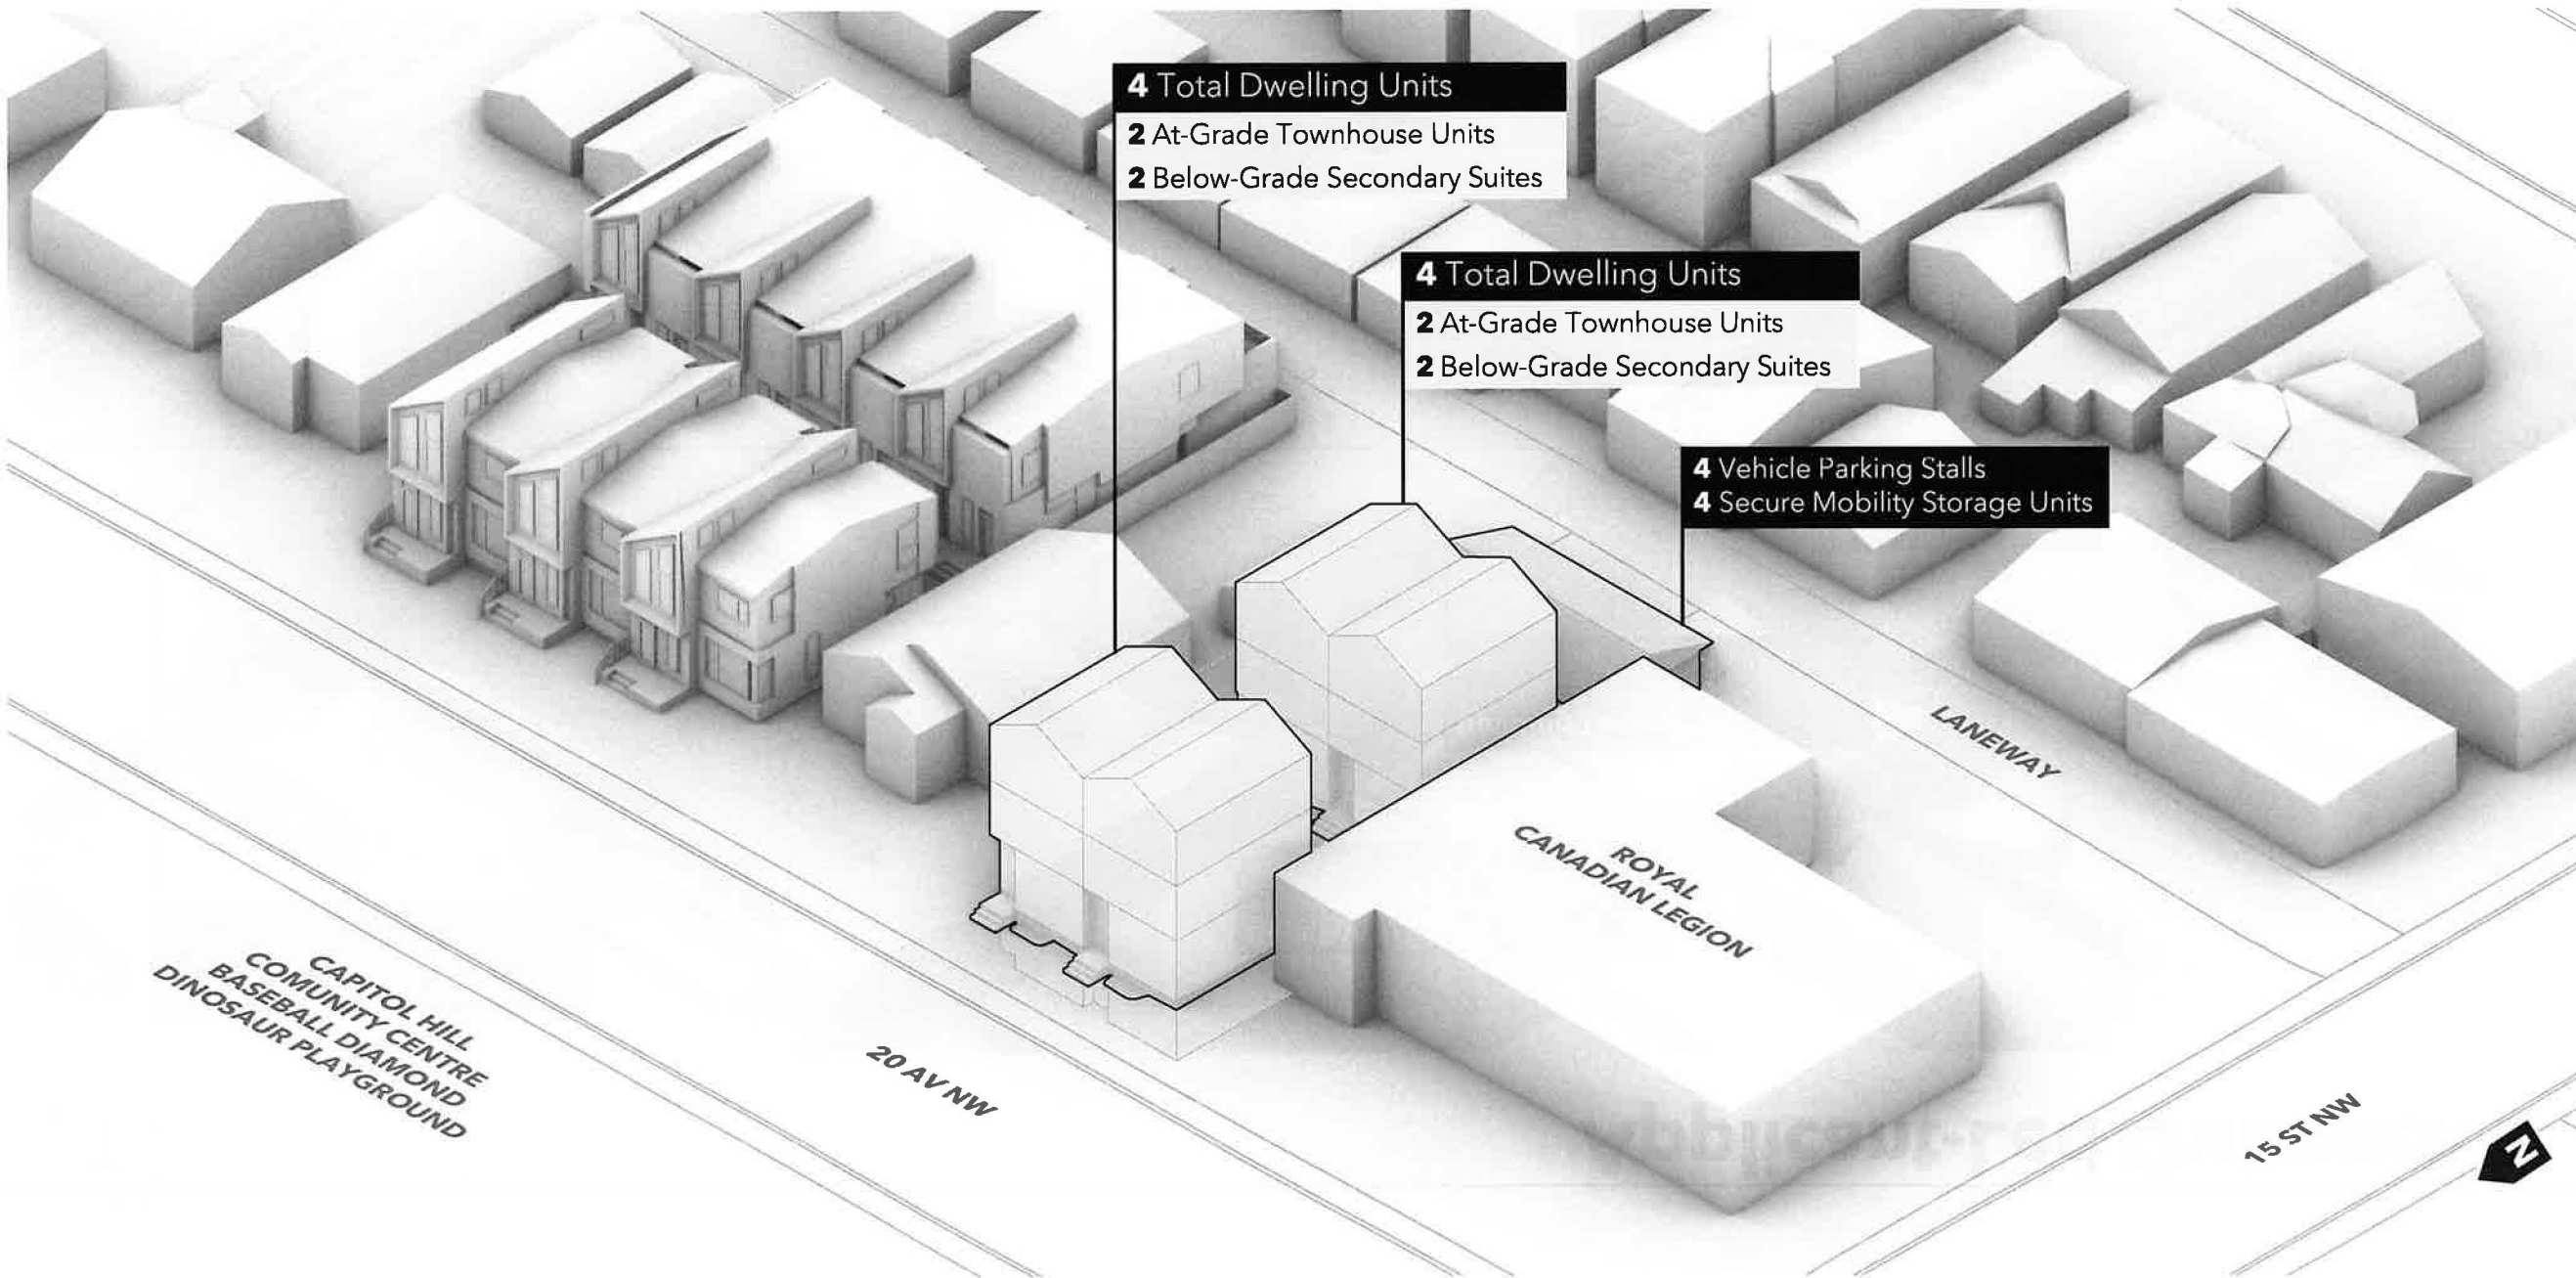 4 Total Dwelling Units
2 At-Grade Townhouse Units
2 Below-Grade Secondary Suites
4 Total Dwelling Units
2 At-Grade Townhouse Units
2 Below-Grade Secondary Suites
4 Vehicle Parking Stalls
4 Secure Mobility Storage Units
LANEWAY
ROYAL
CANADIAN LEGION
CAPITOL HILL
COMUNITY CENTRE
BASEBALL DIAMOND
DINOSAUR PLAYGROUND
20 AV NW
15 ST NW
N